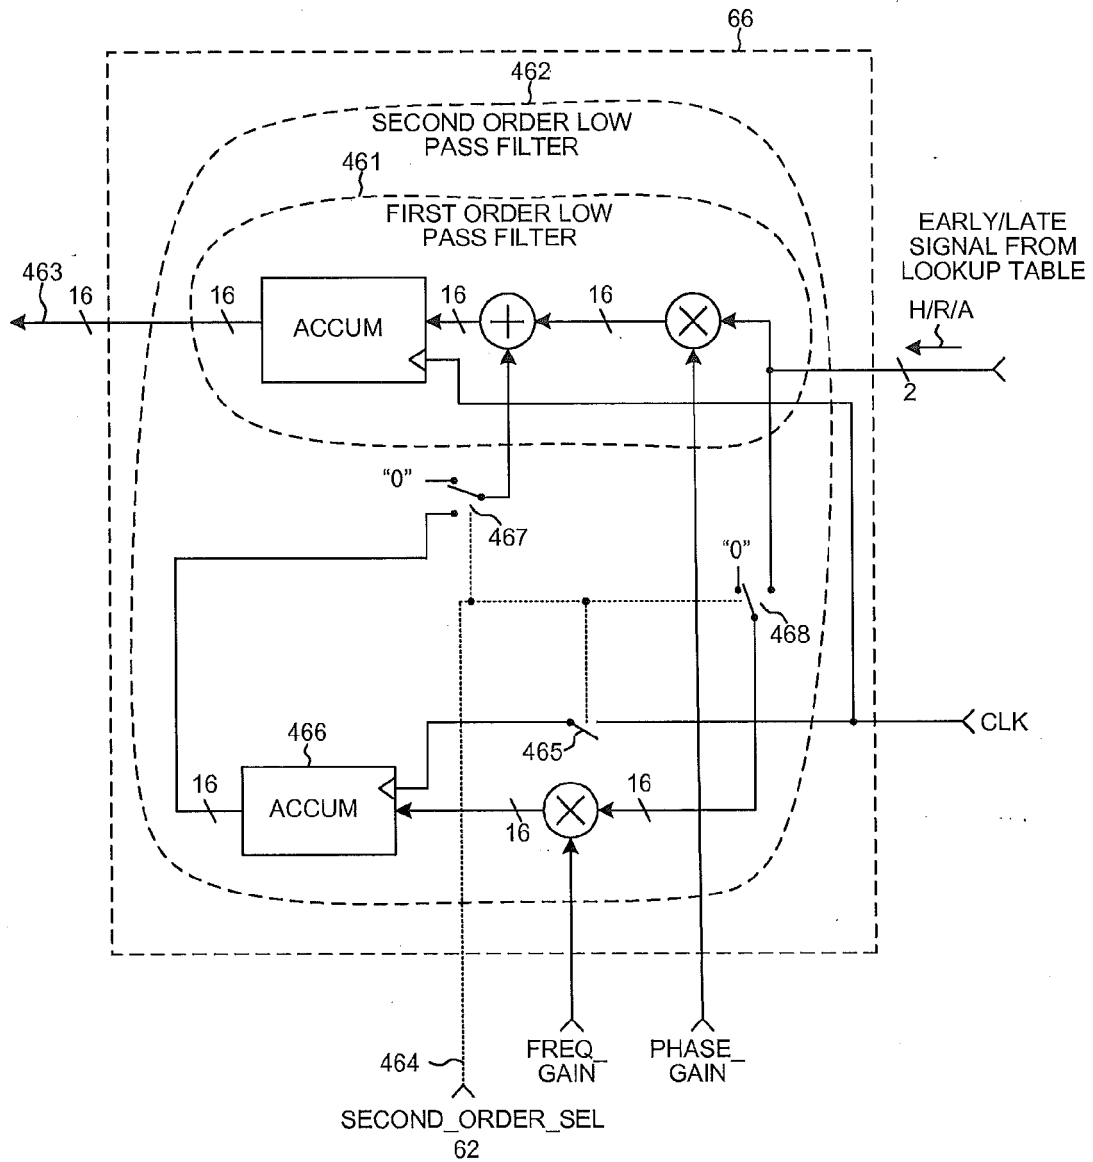 66
462
SECOND ORDER LOW
PASS FILTER
461
FIRST ORDER LOW
PASS FILTER
EARLY/LATE
SIGNAL FROM
LOOKUP TABLE
H/R/A
2
463
16
16
ACCUM
16
+
16
×
"0"
467
"0"
468
CLK
465
466
ACCUM
16
16
×
16
464
FREQ_
GAIN
PHASE_
GAIN
SECOND_ORDER_SEL
62